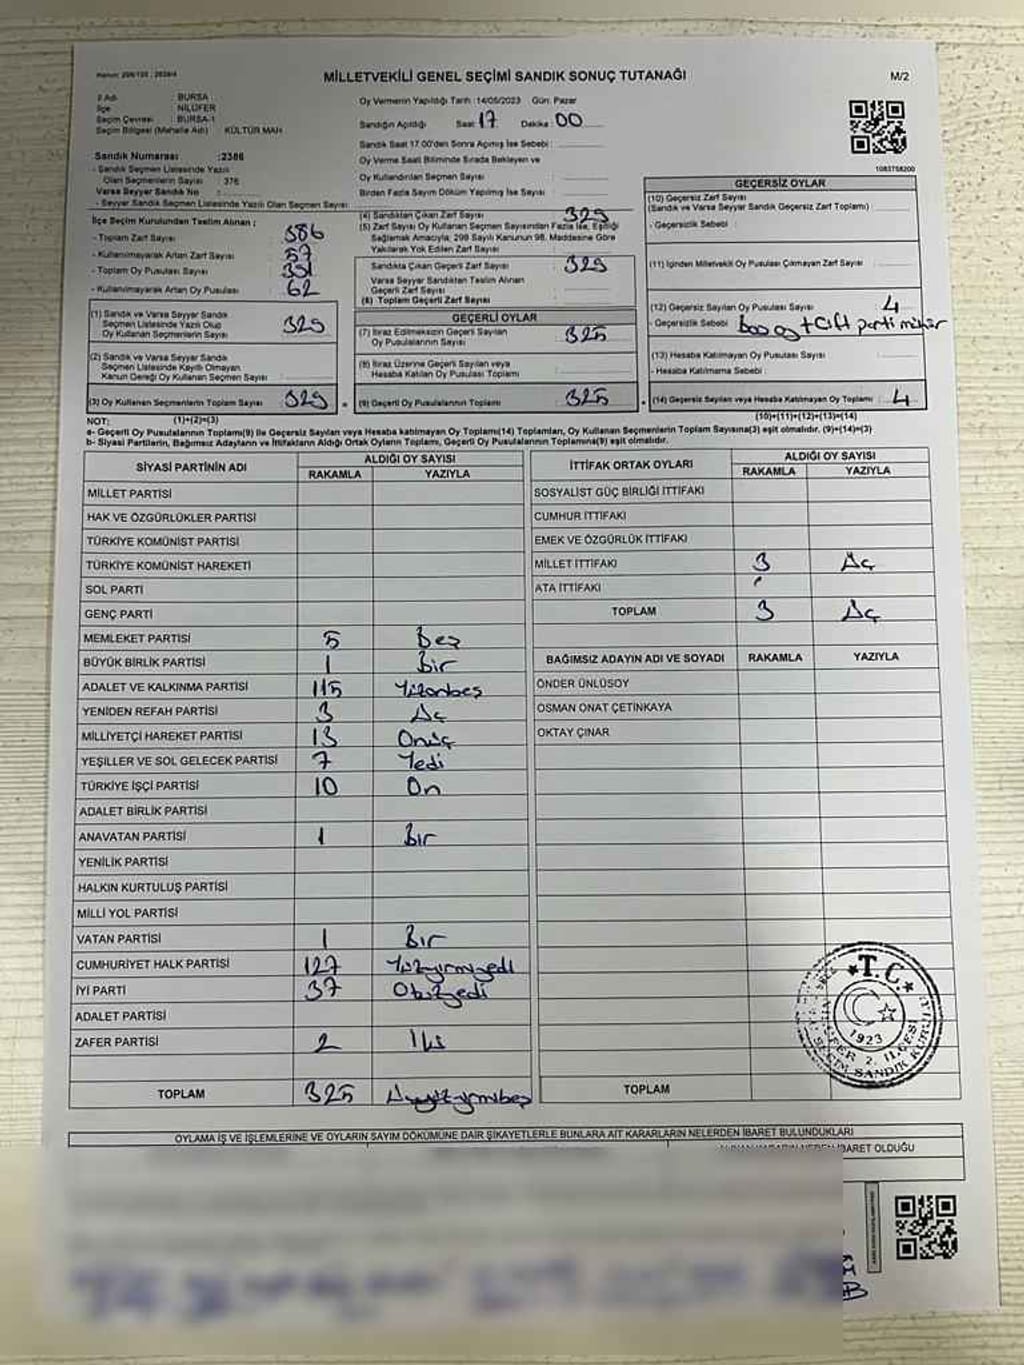 MİLLETVEKİLİ GENEL SEÇİMİ SANDIK SONUÇ TUTANAĞI
M/2
İl Adı : BURSA
İlçe : NİLÜFER
Seçim Çevresi : BURSA-1
Seçim Bölgesi (Mahalle Adı) : KÜLTÜR MAH
Sandık Numarası :2386
- Sandık Seçmen Listesinde Yazılı
Olan Seçmenlerin Sayısı : 376
Varsa Seyyar Sandık No :
- Seyyar Sandık Seçmen Listesinde Yazılı Olan Seçmen Sayısı :
Oy Vermenin Yapıldığı Tarih :14/05/2023 Gün: Pazar
Sandığın Açıldığı Saat: 17 Dakika: 00
Sandık Saat 17.00'den Sonra Açılmış İse Sebebi :
Oy Verme Saati Bitiminde Sırada Bekleyen ve
Oy Kullandırılan Seçmen Sayısı :
Birden Fazla Sayım Döküm Yapılmış İse Sayısı :
1083758200
İlçe Seçim Kurulundan Teslim Alınan :
- Toplam Zarf Sayısı : 386
- Kullanılmayarak Artan Zarf Sayısı : 57
- Toplam Oy Pusulası Sayısı : 391
- Kullanılmayarak Artan Oy Pusulası : 62
(1) Sandık ve Varsa Seyyar Sandık
Seçmen Listesinde Yazılı Olup
Oy Kullanan Seçmenlerin Sayısı : 329
(2) Sandık ve Varsa Seyyar Sandık
Seçmen Listesinde Kayıtlı Olmayan
Kanun Gereği Oy Kullanan Seçmen Sayısı :
(3) Oy Kullanan Seçmenlerin Toplam Sayısı : 329
(4) Sandıktan Çıkan Zarf Sayısı : 329
(5) Zarf Sayısı Oy Kullanan Seçmen Sayısından Fazla İse, Eşitliği
Sağlamak Amacıyla, 298 Sayılı Kanunun 98. Maddesine Göre
Yakılarak Yok Edilen Zarf Sayısı :
Sandıkta Çıkan Geçerli Zarf Sayısı : 329
Varsa Seyyar Sandıktan Teslim Alınan
Geçerli Zarf Sayısı :
(6) Toplam Geçerli Zarf Sayısı :
GEÇERLİ OYLAR
(7) İtiraz Edilmeksizin Geçerli Sayılan
Oy Pusulalarının Sayısı : 325
(8) İtiraz Üzerine Geçerli Sayılan veya
Hesaba Katılan Oy Pusulası Toplamı :
(9) Geçerli Oy Pusulalarının Toplamı : 325
GEÇERSİZ OYLAR
(10) Geçersiz Zarf Sayısı
(Sandık ve Varsa Seyyar Sandık Geçersiz Zarf Toplamı) :
- Geçersizlik Sebebi :
(11) İçinden Milletvekili Oy Pusulası Çıkmayan Zarf Sayısı :
(12) Geçersiz Sayılan Oy Pusulası Sayısı : 4
- Geçersizlik Sebebi : Boş oy + Çift parti mühür
(13) Hesaba Katılmayan Oy Pusulası Sayısı :
- Hesaba Katılmama Sebebi :
(14) Geçersiz Sayılan veya Hesaba Katılmayan Oy Toplamı : 4
NOT: (1)+(2)=(3) (10)+(11)+(12)+(13)=(14)
a- Geçerli Oy Pusulalarının Toplamı(9) ile Geçersiz Sayılan veya Hesaba katılmayan Oy Toplamı(14) Toplamları, Oy Kullanan Seçmenlerin Toplam Sayısına(3) eşit olmalıdır. (9)+(14)=(3)
b- Siyasi Partilerin, Bağımsız Adayların ve İttifakların Aldığı Ortak Oyların Toplamı, Geçerli Oy Pusulalarının Toplamına(9) eşit olmalıdır.
SİYASİ PARTİNİN ADI ALDIĞI OY SAYISI
RAKAMLA YAZIYLA
MİLLET PARTİSİ
HAK VE ÖZGÜRLÜKLER PARTİSİ
TÜRKİYE KOMÜNİST PARTİSİ
TÜRKİYE KOMÜNİST HAREKETİ
SOL PARTİ
GENÇ PARTİ
MEMLEKET PARTİSİ 5 Beş
BÜYÜK BİRLİK PARTİSİ 1 Bir
ADALET VE KALKINMA PARTİSİ 115 Yüzonbeş
YENİDEN REFAH PARTİSİ 3 Üç
MİLLİYETÇİ HAREKET PARTİSİ 13 Onüç
YEŞİLLER VE SOL GELECEK PARTİSİ 7 Yedi
TÜRKİYE İŞÇİ PARTİSİ 10 On
ADALET BİRLİK PARTİSİ
ANAVATAN PARTİSİ 1 Bir
YENİLİK PARTİSİ
HALKIN KURTULUŞ PARTİSİ
MİLLİ YOL PARTİSİ
VATAN PARTİSİ 1 Bir
CUMHURİYET HALK PARTİSİ 127 Yüzyirmiyedi
İYİ PARTİ 37 Otuzyedi
ADALET PARTİSİ
ZAFER PARTİSİ 2 İki
TOPLAM 325 Üçyüzyirmibeş
İTTİFAK ORTAK OYLARI ALDIĞI OY SAYISI
RAKAMLA YAZIYLA
SOSYALİST GÜÇ BİRLİĞİ İTTİFAKI
CUMHUR İTTİFAKI
EMEK VE ÖZGÜRLÜK İTTİFAKI
MİLLET İTTİFAKI 3 Üç
ATA İTTİFAKI
TOPLAM 3 Üç
BAĞIMSIZ ADAYIN ADI VE SOYADI RAKAMLA YAZIYLA
ÖNDER ÜNLÜSOY
OSMAN ONAT ÇETİNKAYA
OKTAY ÇINAR
TOPLAM
T.C.
1923
OYLAMA İŞ VE İŞLEMLERİNE VE OYLARIN SAYIM DÖKÜMÜNE DAİR ŞİKAYETLERLE BUNLARA AİT KARARLARIN NELERDEN İBARET BULUNDUKLARI
İBARET OLDUĞU